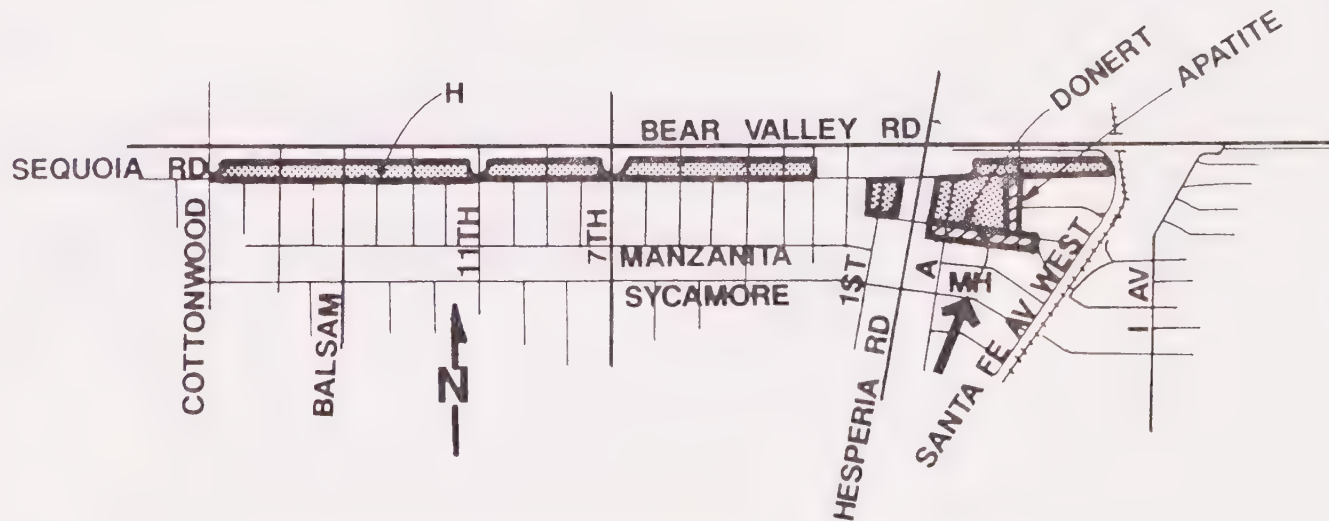 DONERT
APATITE
H
BEAR VALLEY RD
SEQUOIA RD
COTTONWOOD
BALSAM
11TH
7TH
MANZANITA
SYCAMORE
1ST
A
MH
AV
I
N
HESPERIA RD
SANTA FE AV WEST